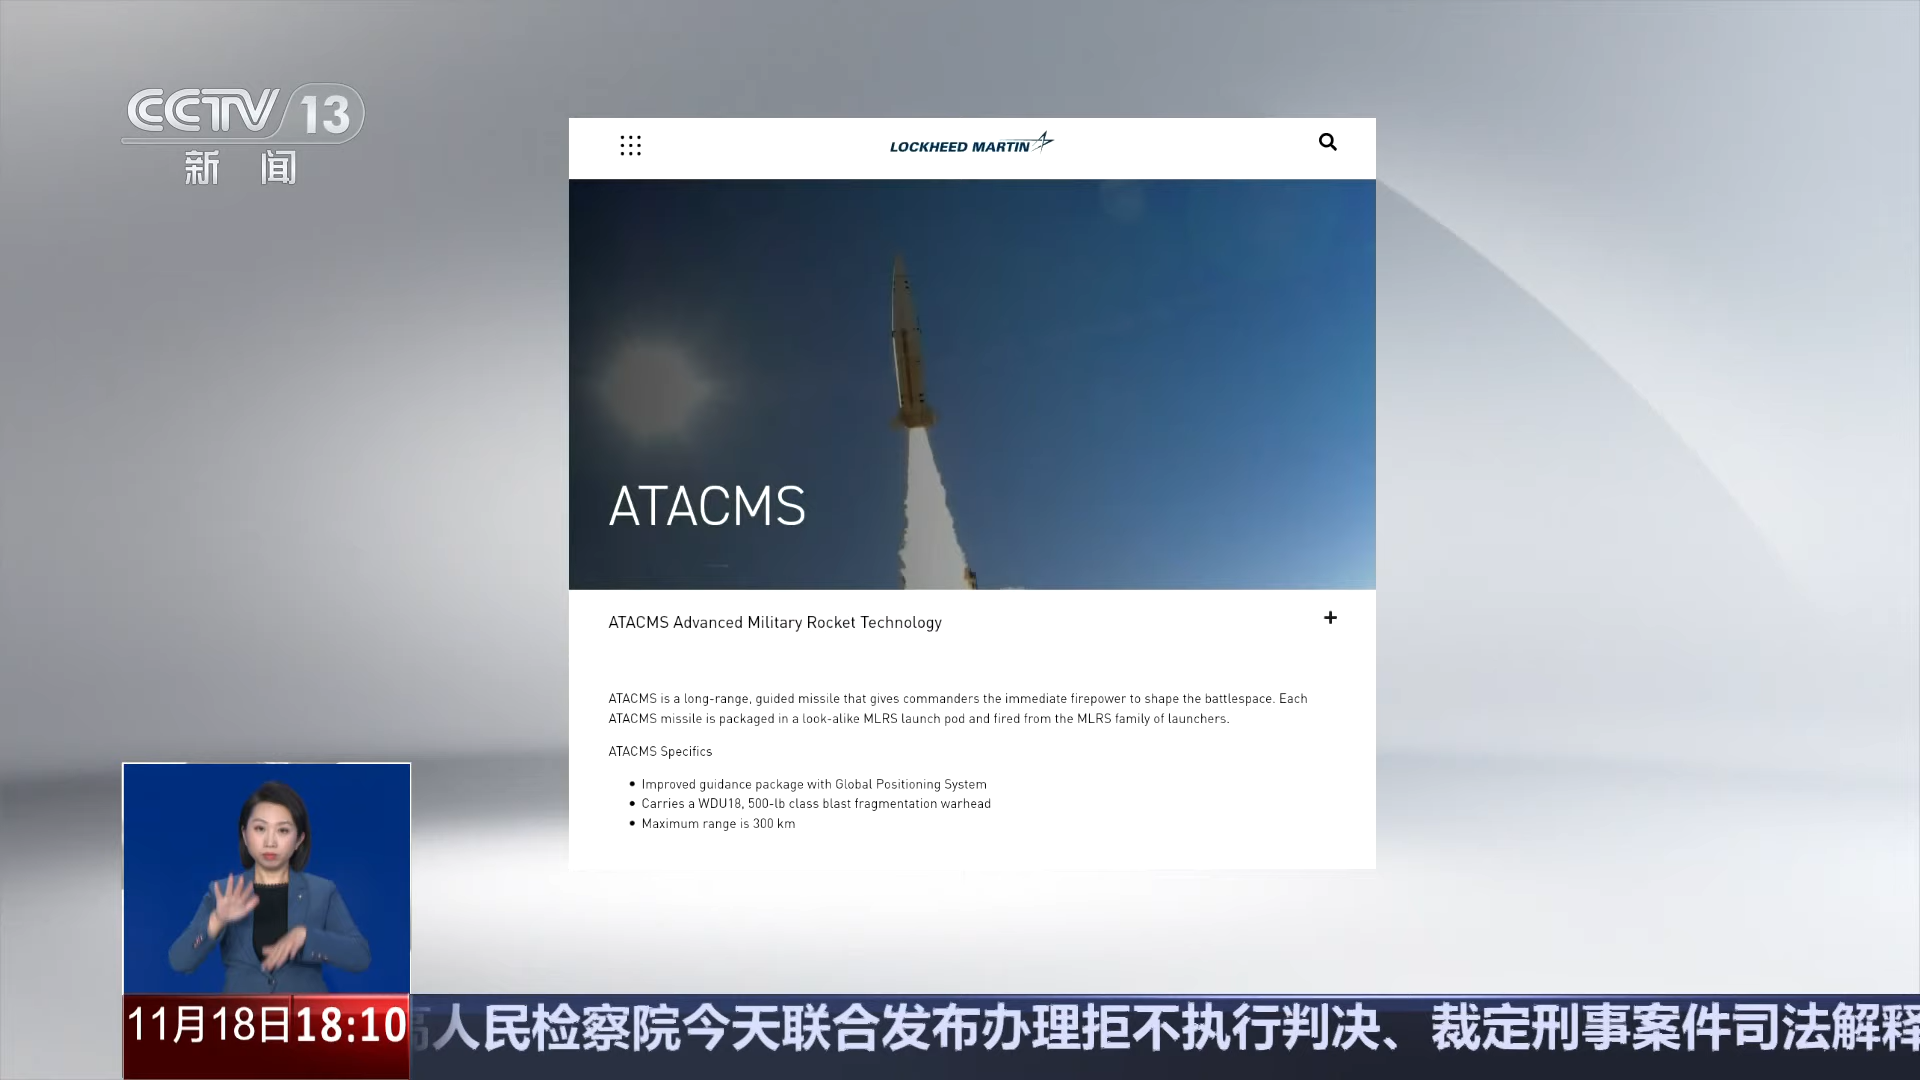 CCTV 13
新闻
LOCKHEED MARTIN
ATACMS
ATACMS Advanced Military Rocket Technology
ATACMS is a long-range, guided missile that gives commanders the immediate firepower to shape the battlespace. Each
ATACMS missile is packaged in a look-alike MLRS launch pod and fired from the MLRS family of launchers.
ATACMS Specifics
Improved guidance package with Global Positioning System
Carries a WDU18, 500-lb class blast fragmentation warhead
Maximum range is 300 km
11月18日18:10
高人民检察院今天联合发布办理拒不执行判决、裁定刑事案件司法解释